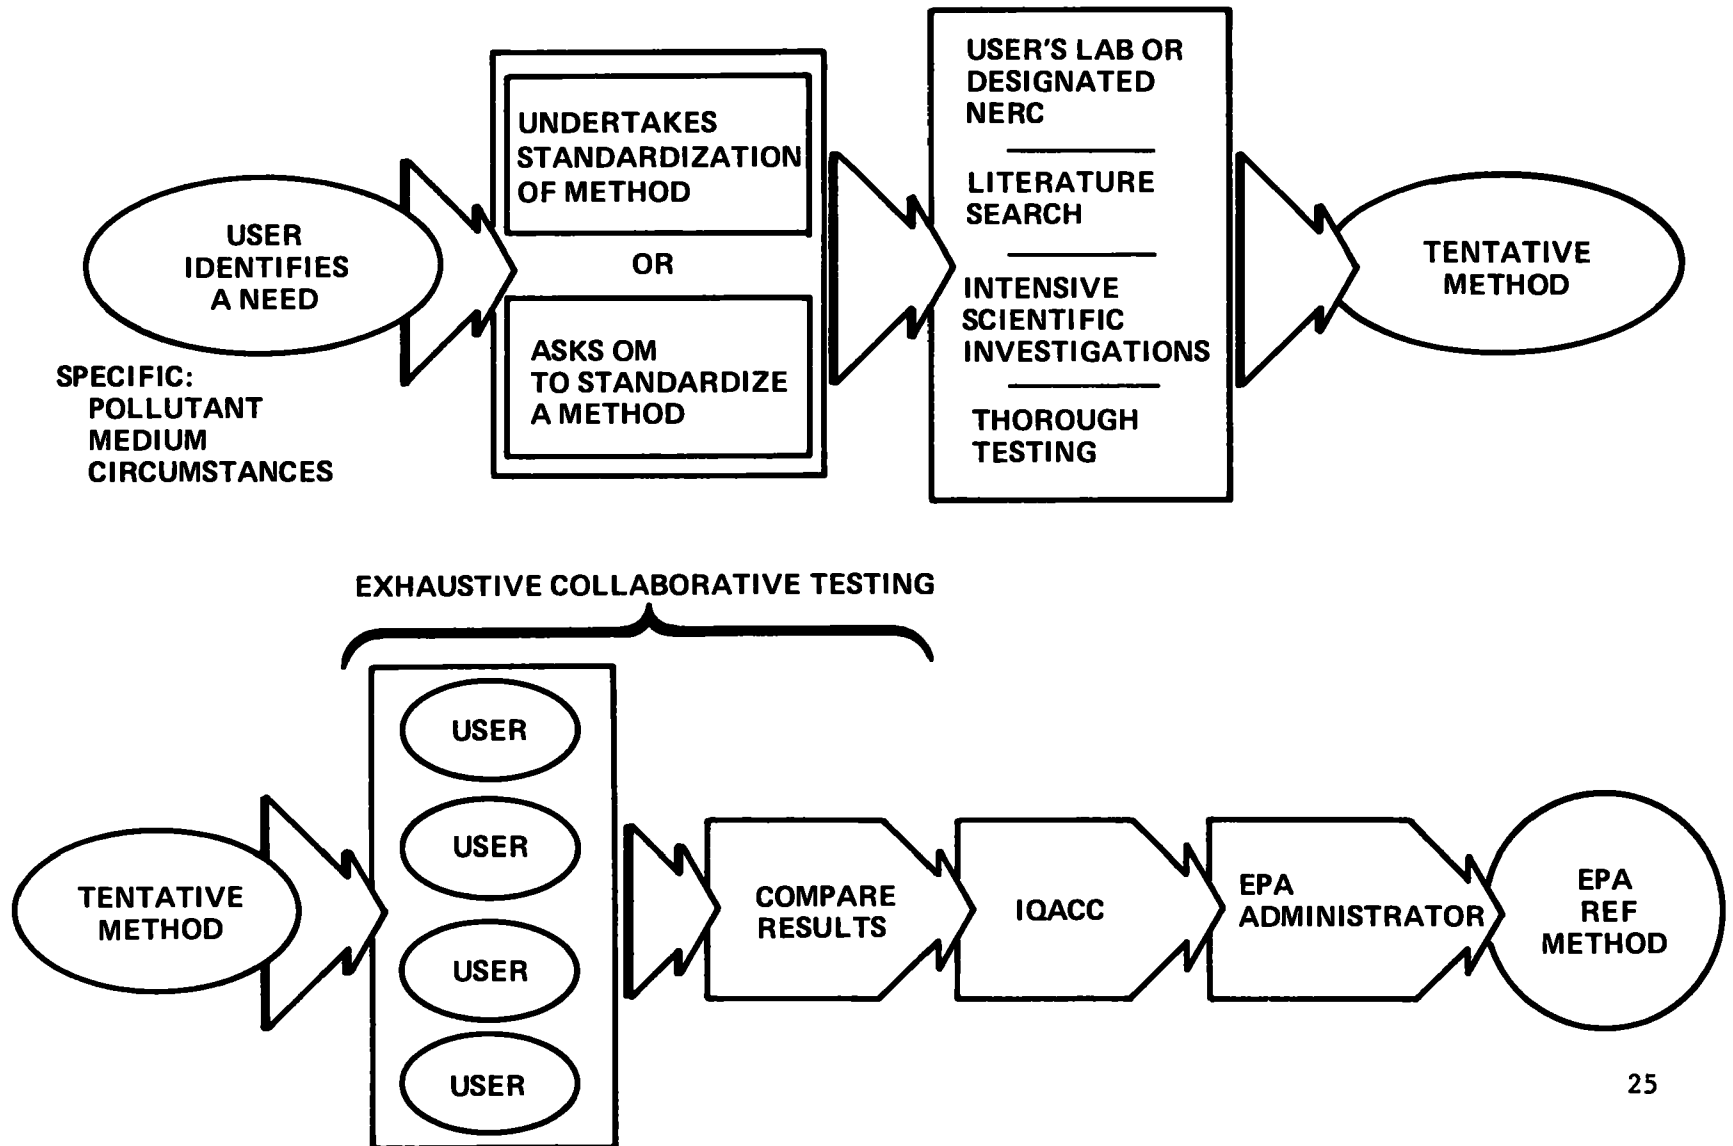 USER
IDENTIFIES
A NEED
SPECIFIC:
POLLUTANT
MEDIUM
CIRCUMSTANCES
UNDERTAKES
STANDARDIZATION
OF METHOD
OR
ASKS OM
TO STANDARDIZE
A METHOD
USER'S LAB OR
DESIGNATED
NERC
LITERATURE
SEARCH
INTENSIVE
SCIENTIFIC
INVESTIGATIONS
THOROUGH
TESTING
TENTATIVE
METHOD
EXHAUSTIVE COLLABORATIVE TESTING
TENTATIVE
METHOD
USER
USER
USER
USER
COMPARE
RESULTS
IQACC
EPA
ADMINISTRATOR
EPA
REF
METHOD
25